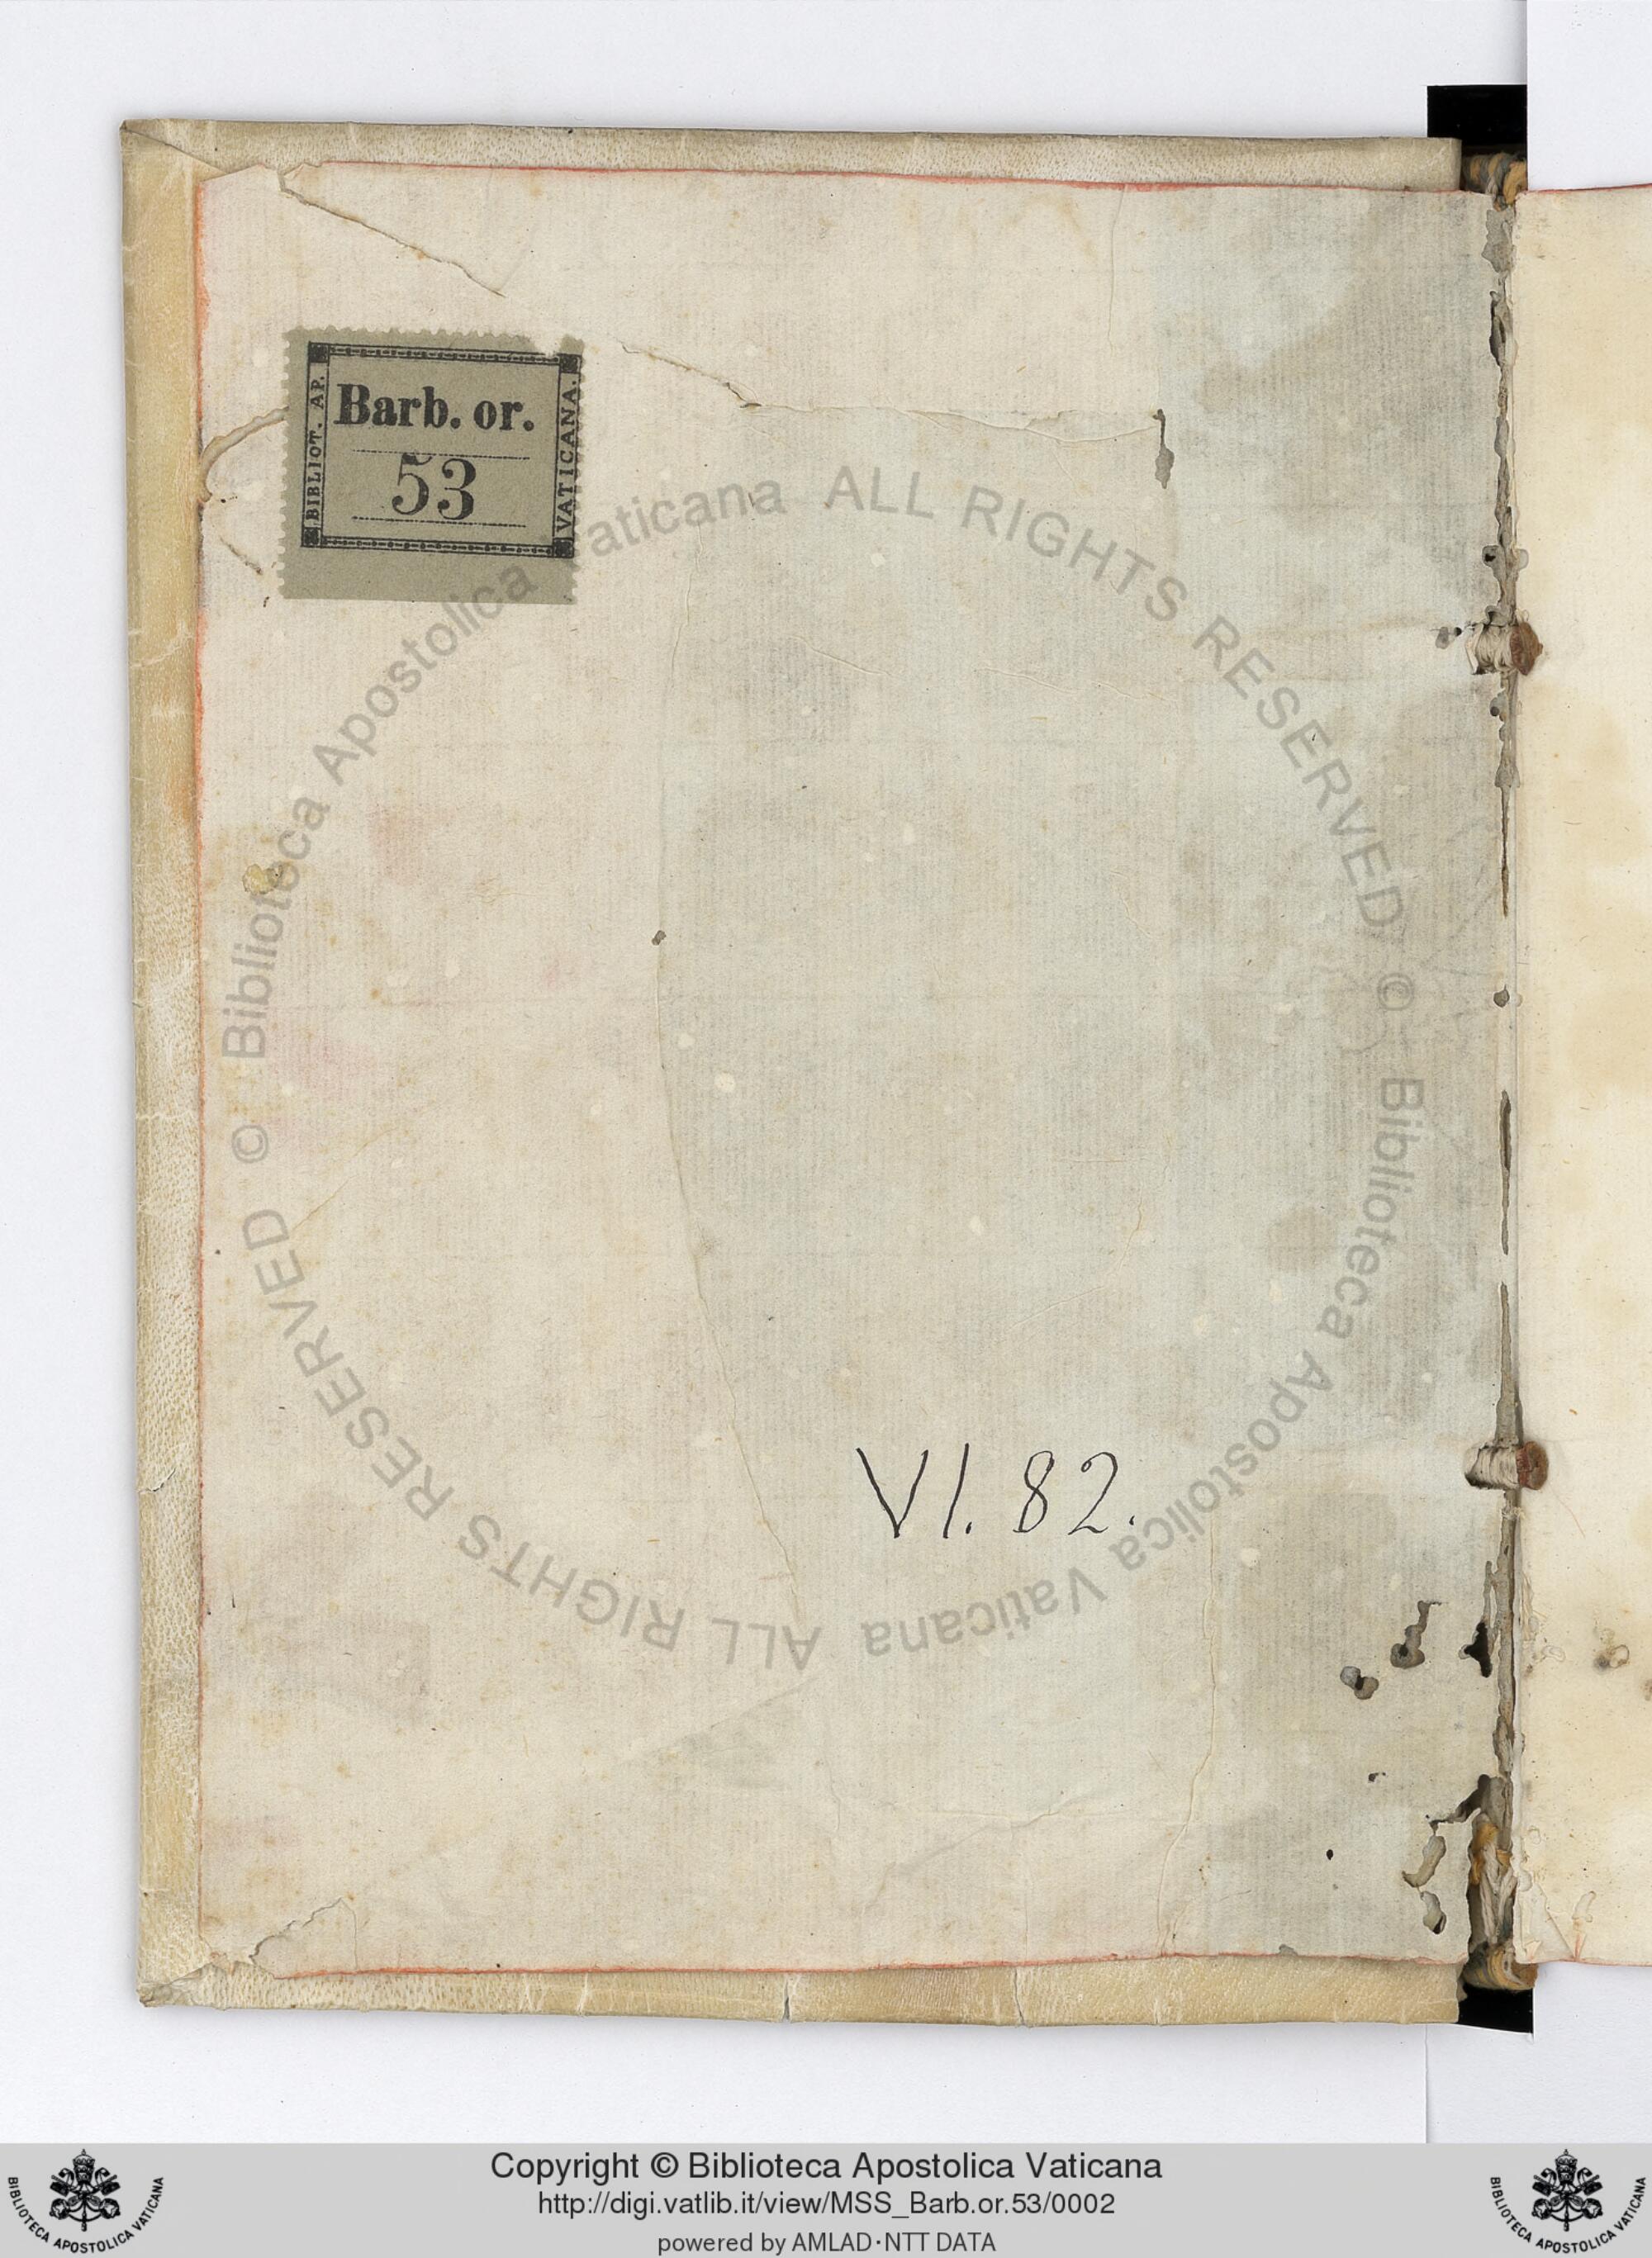 BIBLIOT. AP.
Barb. or.
53
VATICANA.
© Biblioteca Apostolica Vaticana ALL RIGHTS RESERVED © Biblioteca Apostolica Vaticana ALL RIGHTS RESERVED
VI. 82.
BIBLIOTECA APOSTOLICA VATICANA
Copyright © Biblioteca Apostolica Vaticana
http://digi.vatlib.it/view/MSS_Barb.or.53/0002
powered by AMLAD·NTT DATA
BIBLIOTECA APOSTOLICA VATICANA